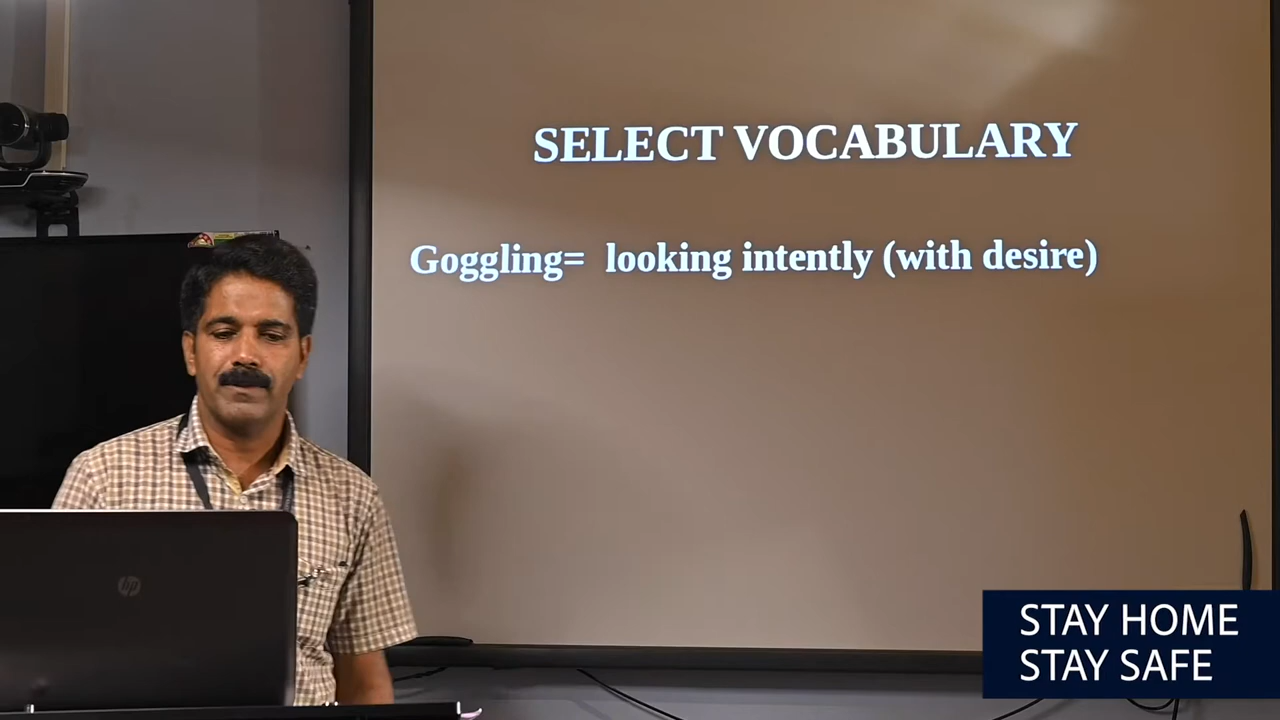 SELECT VOCABULARY
Goggling= looking intently (with desire)
hp
STAY HOME
STAY SAFE